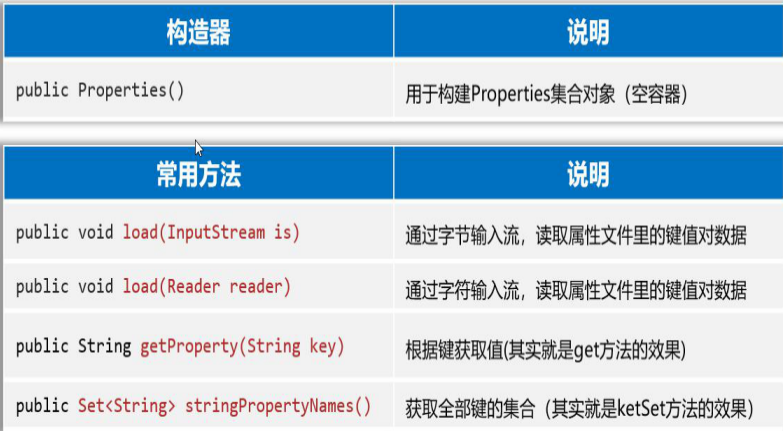 构造器 说明
public Properties() 用于构建Properties集合对象（空容器）
常用方法 说明
public void load(InputStream is) 通过字节输入流，读取属性文件里的键值对数据
public void load(Reader reader) 通过字符输入流，读取属性文件里的键值对数据
public String getProperty(String key) 根据键获取值(其实就是get方法的效果)
public Set<String> stringPropertyNames() 获取全部键的集合（其实就是ketSet方法的效果）